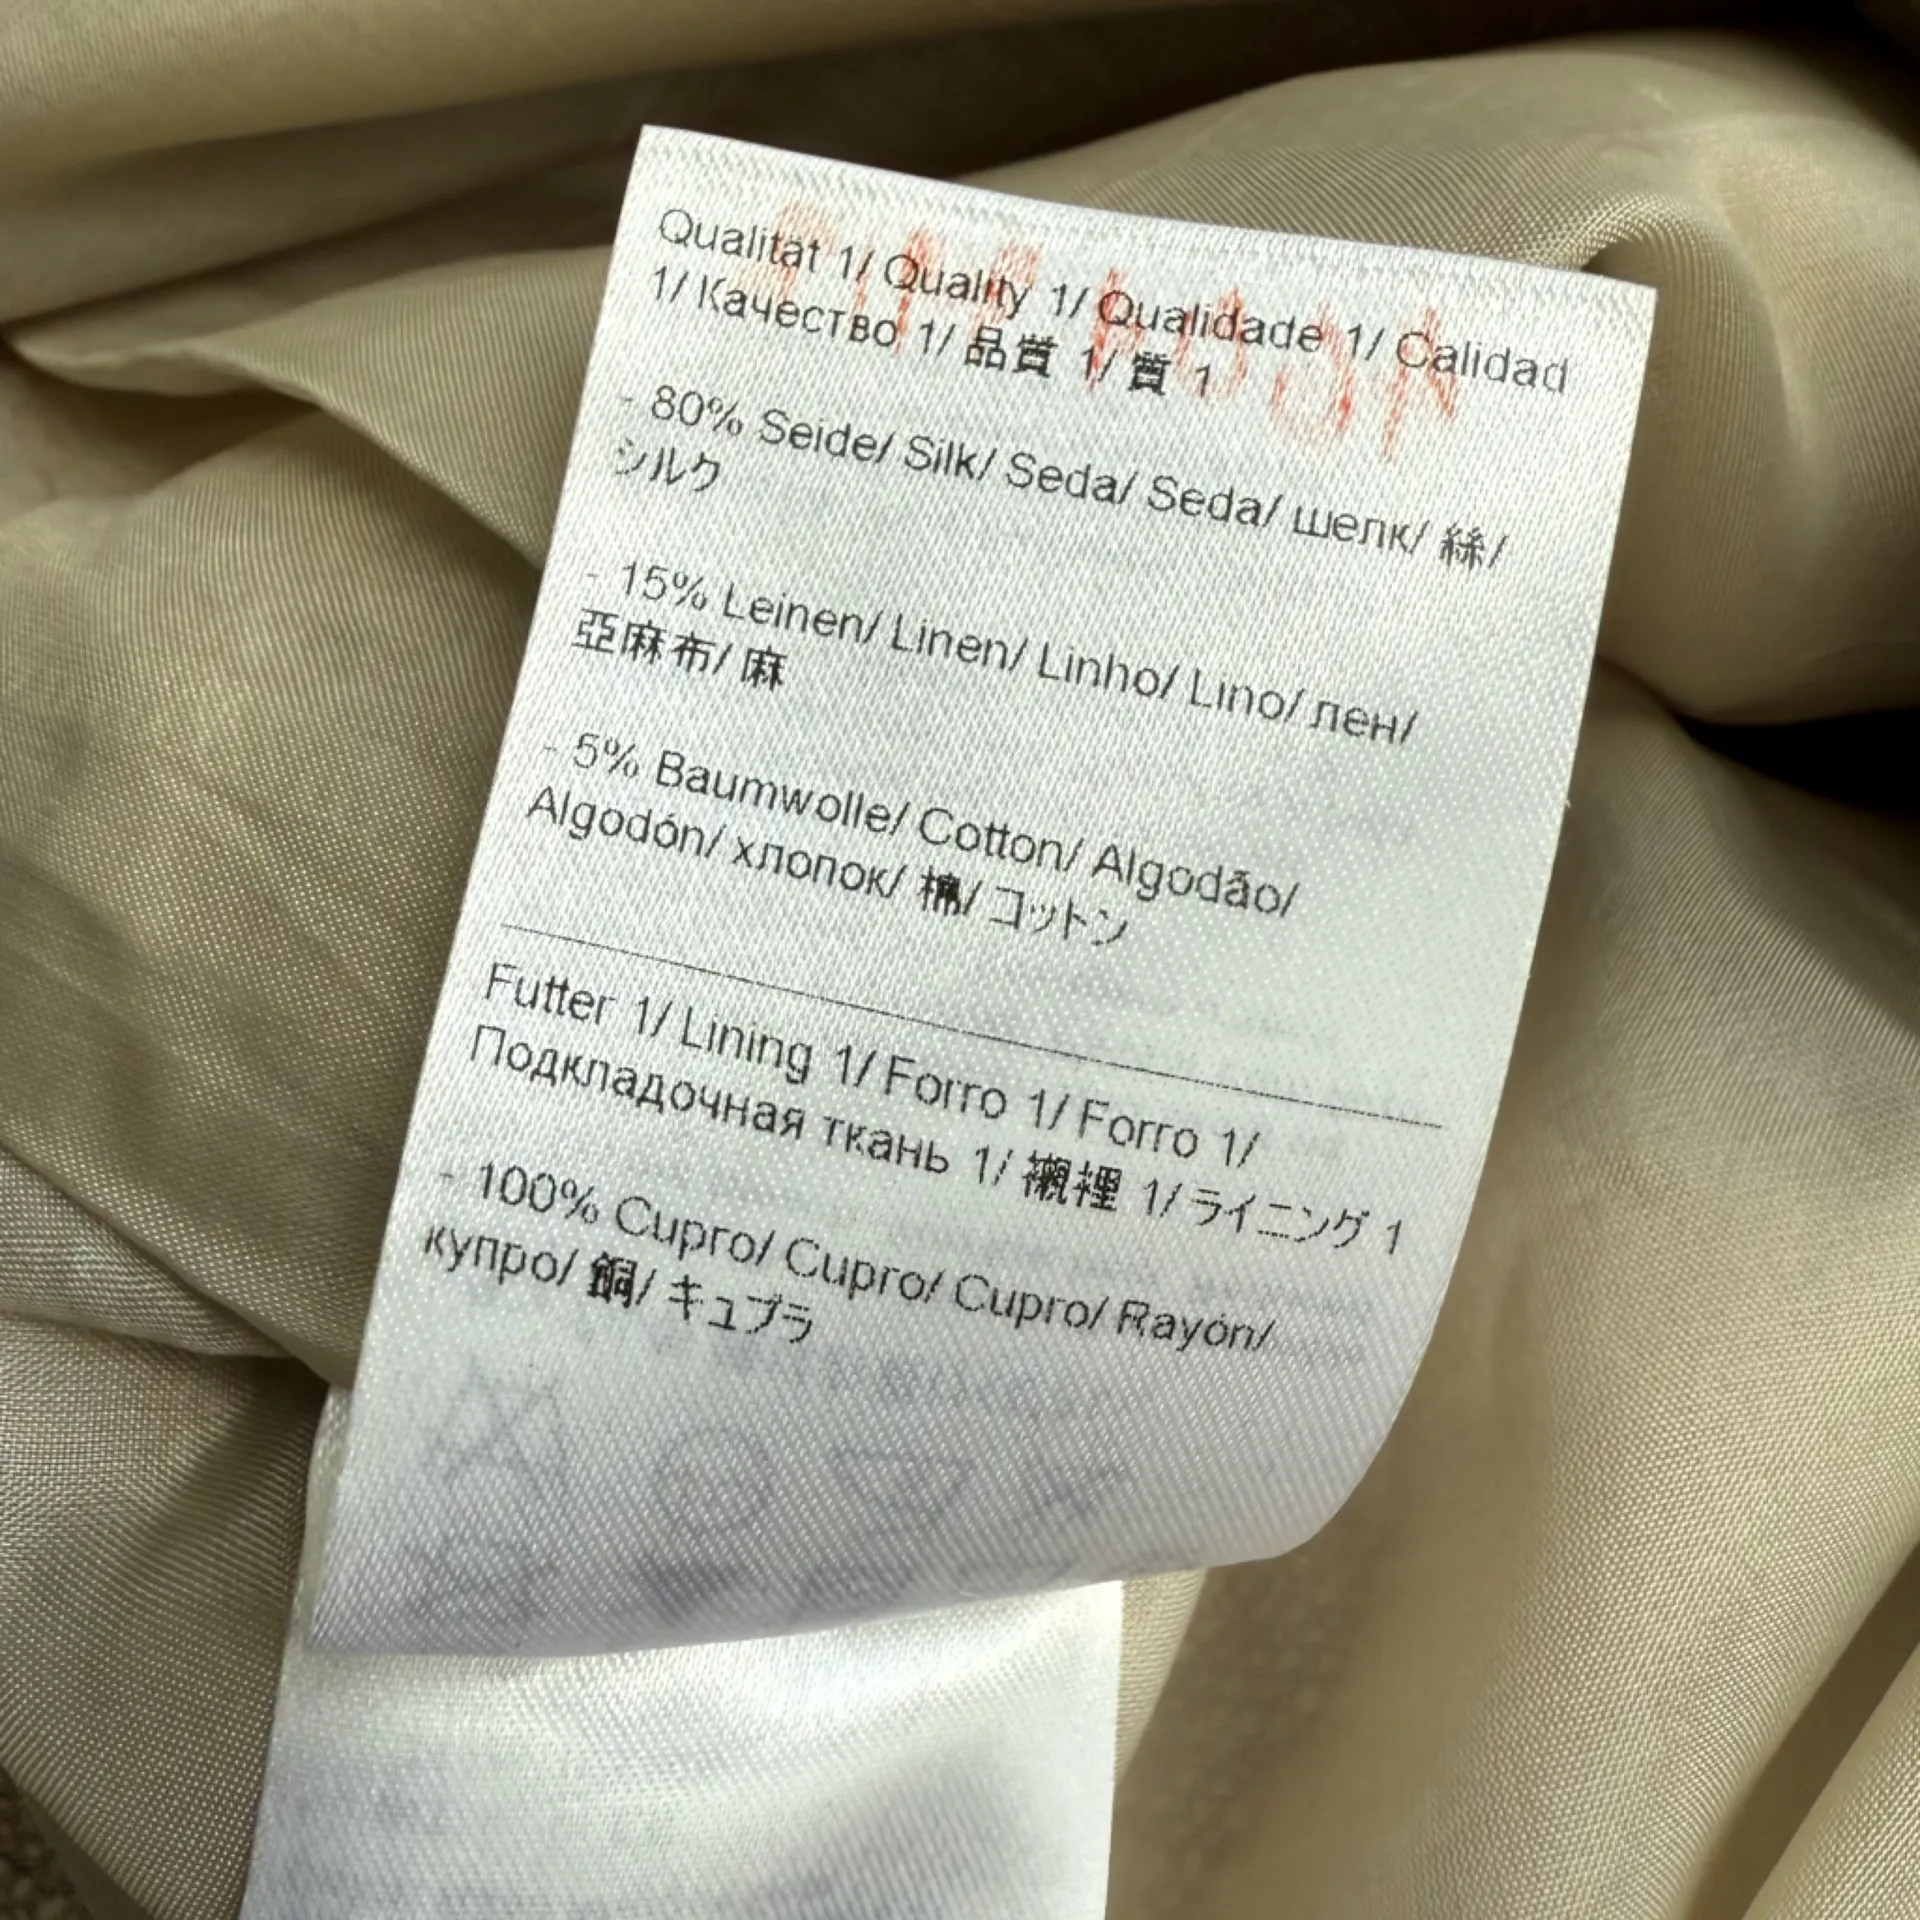 Qualität 1/ Quality 1/ Qualidade 1/ Calidad
1/ Качество 1/ 品質 1/ 質 1
- 80% Seide/ Silk/ Seda/ Seda/ шелк/ 絲/
シルク
- 15% Leinen/ Linen/ Linho/ Lino/ лен/
亞麻布/ 麻
- 5% Baumwolle/ Cotton/ Algodão/
Algodón/ хлопок/ 棉/ コットン
Futter 1/ Lining 1/ Forro 1/ Forro 1/
Подкладочная ткань 1/ 襯裡 1/ ライニング 1
- 100% Cupro/ Cupro/ Cupro/ Rayón/
купро/ 銅/ キュプラ